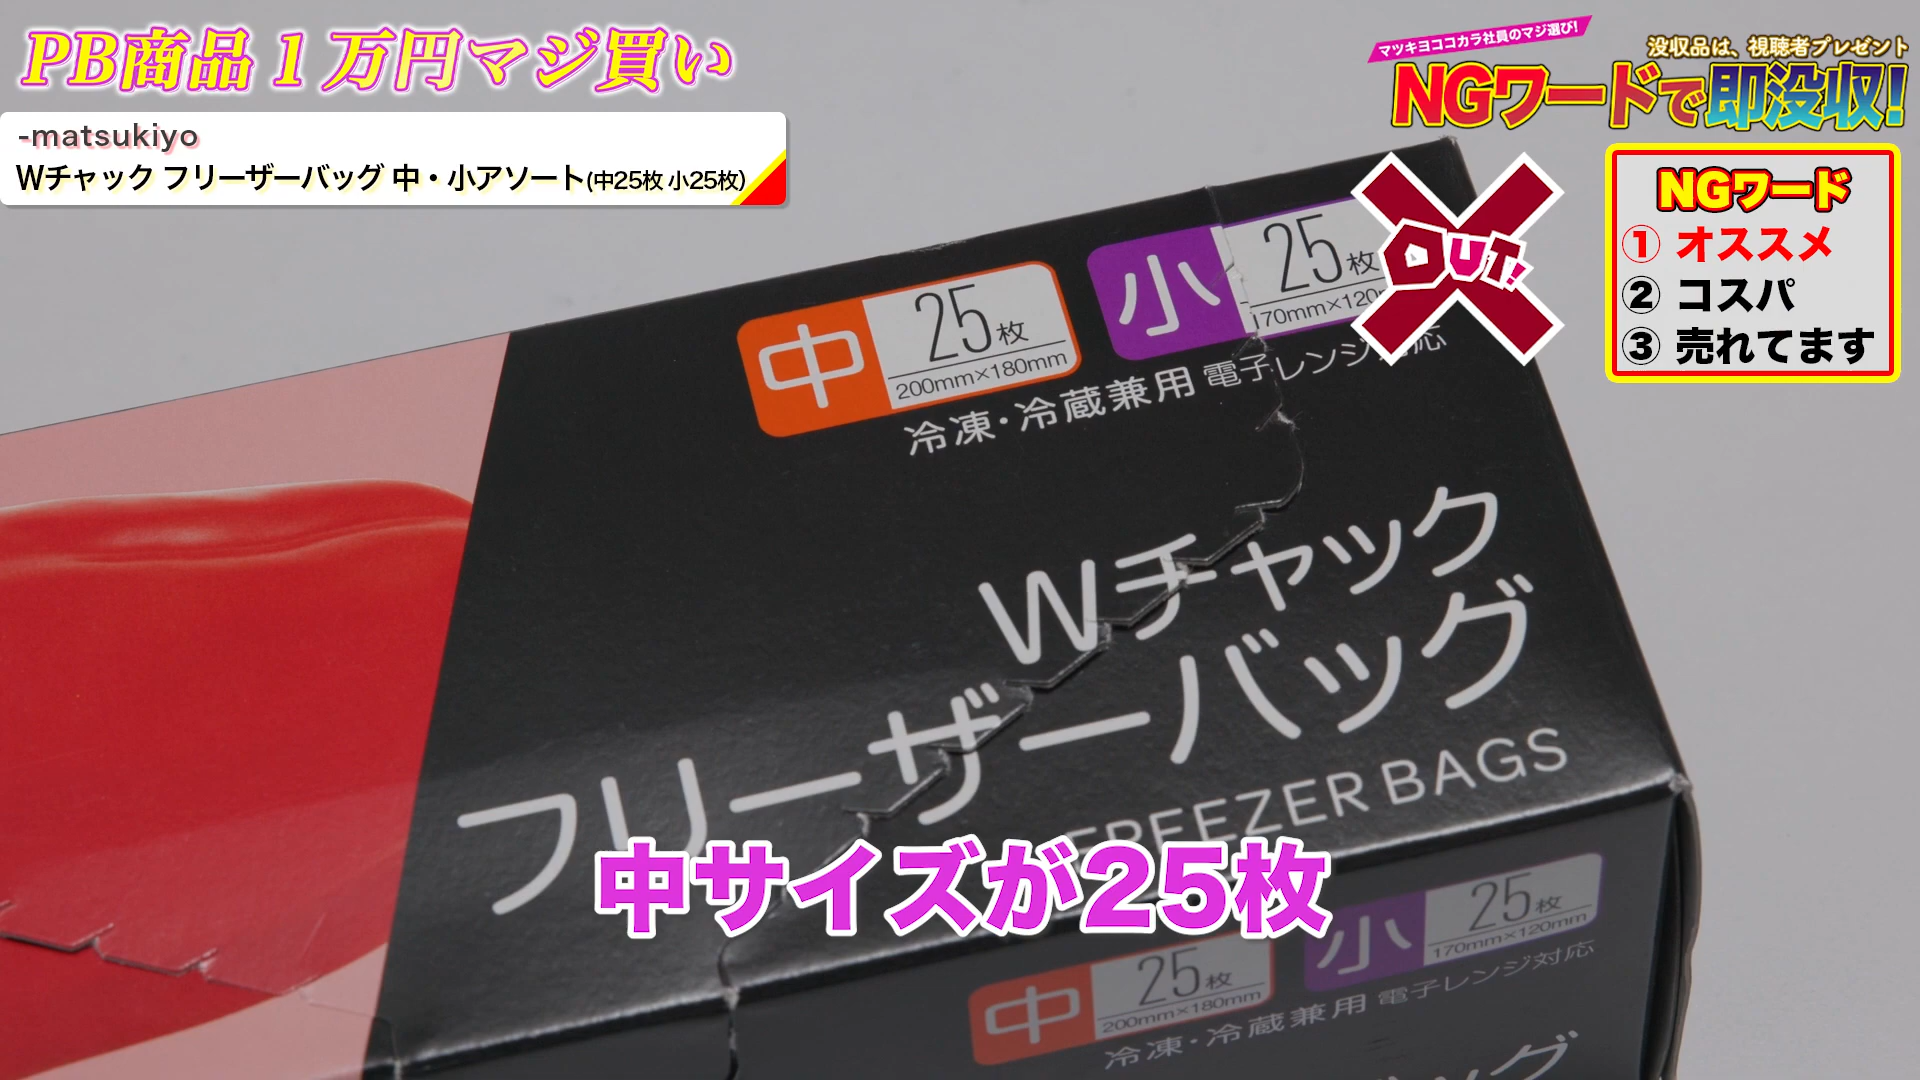 PB商品1万円マジ買い
マツキヨココカラ社員のマジ選び!
没収品は、視聴者プレゼント
NGワードで即没収!
-matsukiyo
Wチャック フリーザーバッグ 中・小アソート(中25枚 小25枚)
NGワード
① オススメ
② コスパ
③ 売れてます
OUT!
中 25枚
200mm×180mm
小 25枚
170mm×120
冷凍・冷蔵兼用 電子レンジ対応
Wチャック
フリーザーバッグ
FREEZER BAGS
中サイズが25枚
中 25枚
200mm×180mm
小 25枚
170mm×120mm
冷凍・冷蔵兼用 電子レンジ対応